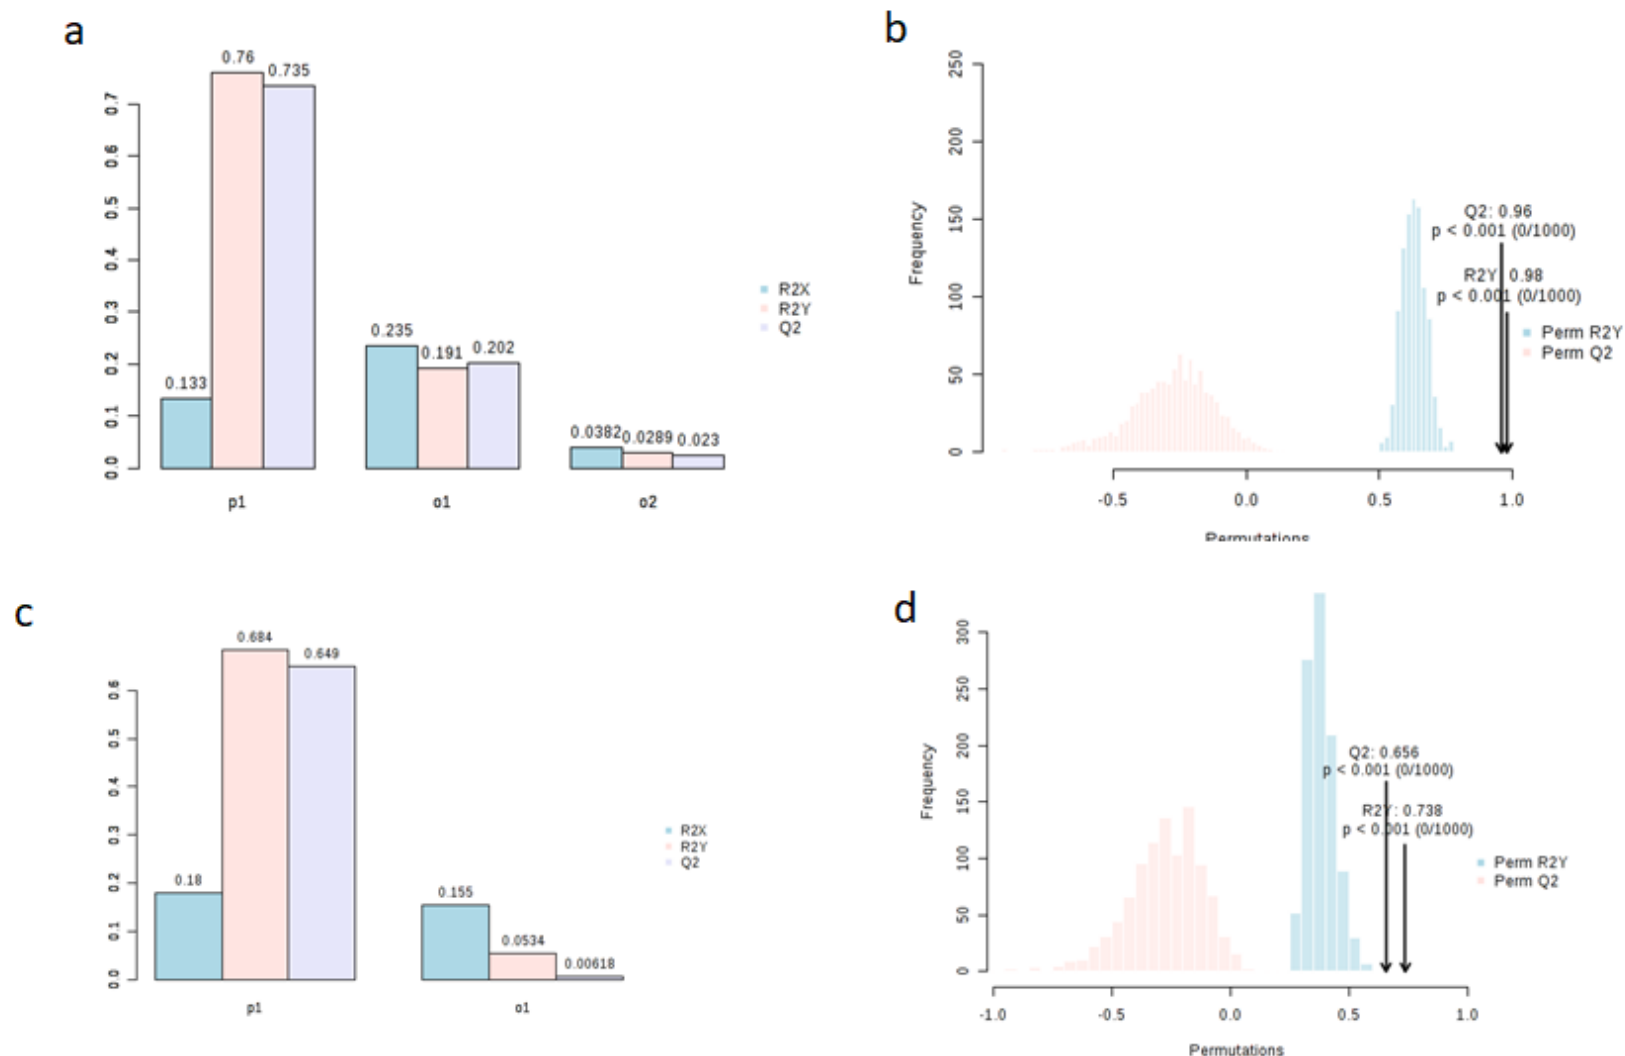 a
0.76
0.735
0.235
0.191
0.202
0.133
0.0382
0.0289
0.023
0.0
0.1
0.2
0.3
0.4
0.5
0.6
0.7
p1
o1
o2
R2X
R2Y
Q2
b
Frequency
0
50
100
150
200
250
Q2: 0.96
p < 0.001 (0/1000)
R2Y: 0.98
p < 0.001 (0/1000)
Perm R2Y
Perm Q2
-0.5
0.0
0.5
1.0
Permutations
c
0.684
0.649
0.18
0.155
0.0534
0.00618
0.0
0.1
0.2
0.3
0.4
0.5
0.6
p1
o1
R2X
R2Y
Q2
d
Frequency
0
50
100
150
200
250
300
Q2: 0.656
p < 0.001 (0/1000)
R2Y: 0.738
p < 0.001 (0/1000)
Perm R2Y
Perm Q2
-1.0
-0.5
0.0
0.5
1.0
Permutations